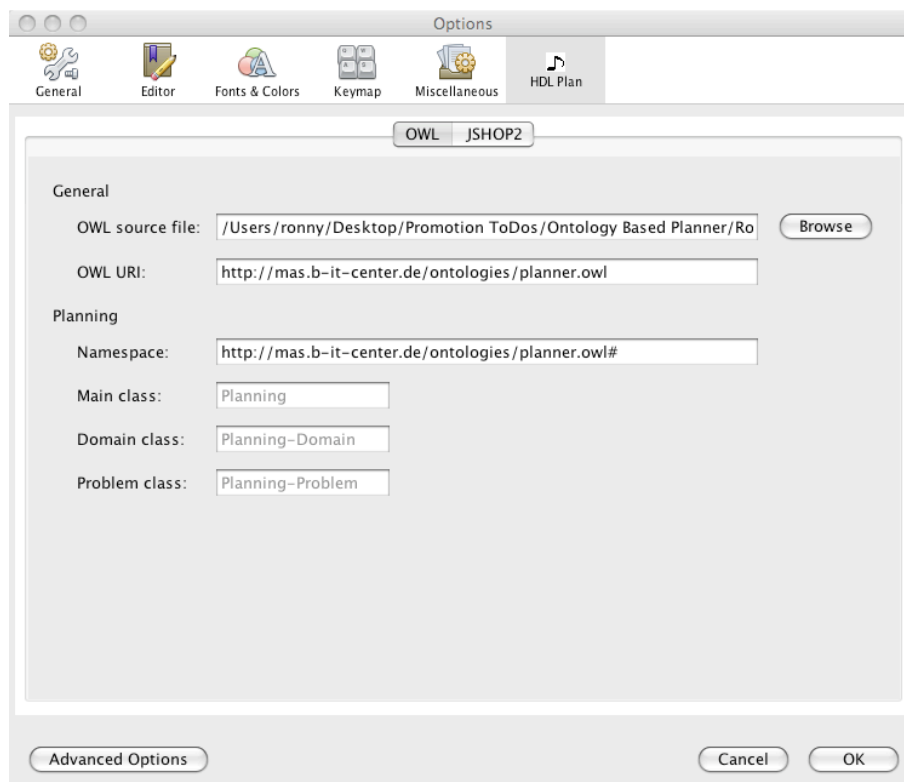 Options
General Editor Fonts & Colors Keymap Miscellaneous HDL Plan
OWL JSHOP2
General
OWL source file: /Users/ronny/Desktop/Promotion ToDos/Ontology Based Planner/Ro Browse
OWL URI: http://mas.b-it-center.de/ontologies/planner.owl
Planning
Namespace: http://mas.b-it-center.de/ontologies/planner.owl#
Main class: Planning
Domain class: Planning-Domain
Problem class: Planning-Problem
Advanced Options Cancel OK